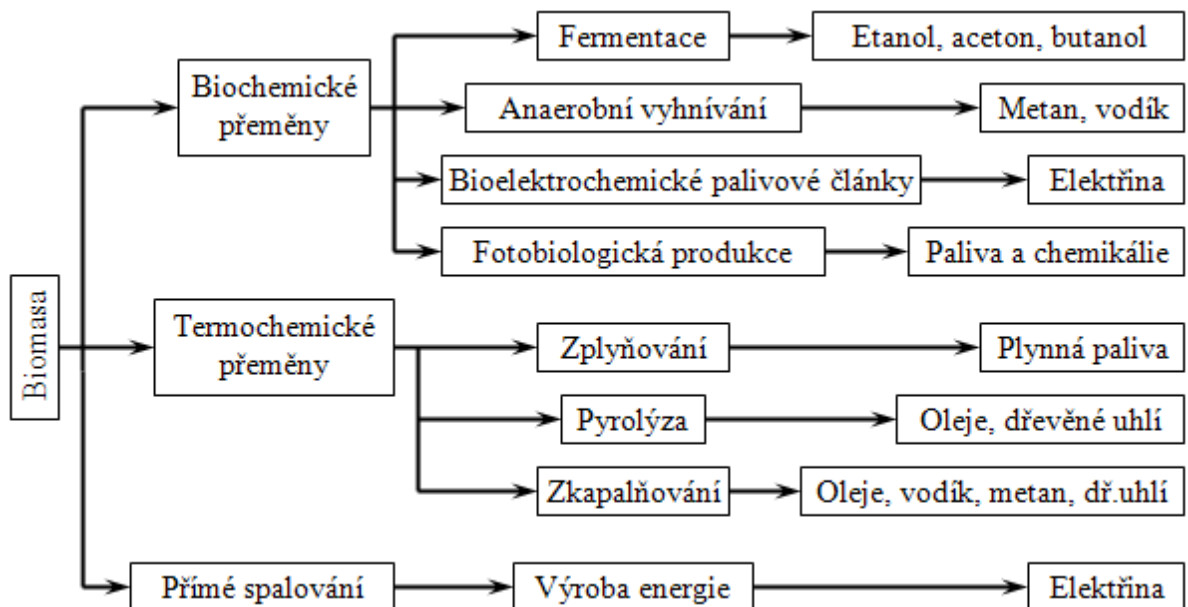 Biomasa
Biochemické
přeměny
Fermentace
Etanol, aceton, butanol
Anaerobní vyhnívání
Metan, vodík
Bioelektrochemické palivové články
Elektřina
Fotobiologická produkce
Paliva a chemikálie
Termochemické
přeměny
Zplyňování
Plynná paliva
Pyrolýza
Oleje, dřevěné uhlí
Zkapalňování
Oleje, vodík, metan, dř.uhlí
Přímé spalování
Výroba energie
Elektřina